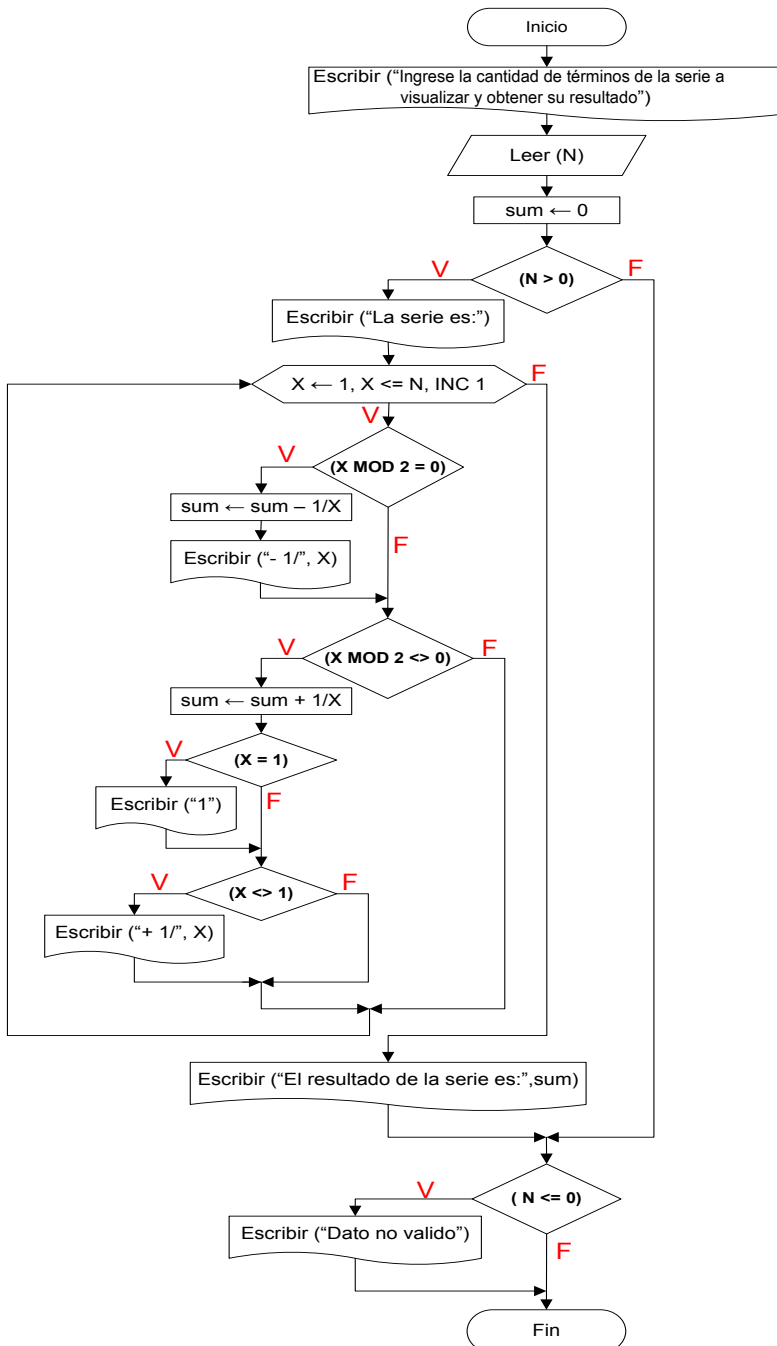 Inicio
Escribir (“Ingrese la cantidad de términos de la serie a
visualizar y obtener su resultado”)
Leer (N)
sum ← 0
(N > 0)
V
F
Escribir (“La serie es:”)
X ← 1, X <= N, INC 1
F
V
(X MOD 2 = 0)
V
sum ← sum – 1/X
F
Escribir (“- 1/”, X)
(X MOD 2 <> 0)
V
F
sum ← sum + 1/X
(X = 1)
V
Escribir (“1”)
F
(X <> 1)
V
F
Escribir (“+ 1/”, X)
Escribir (“El resultado de la serie es:”,sum)
( N <= 0)
V
Escribir (“Dato no valido”)
F
Fin